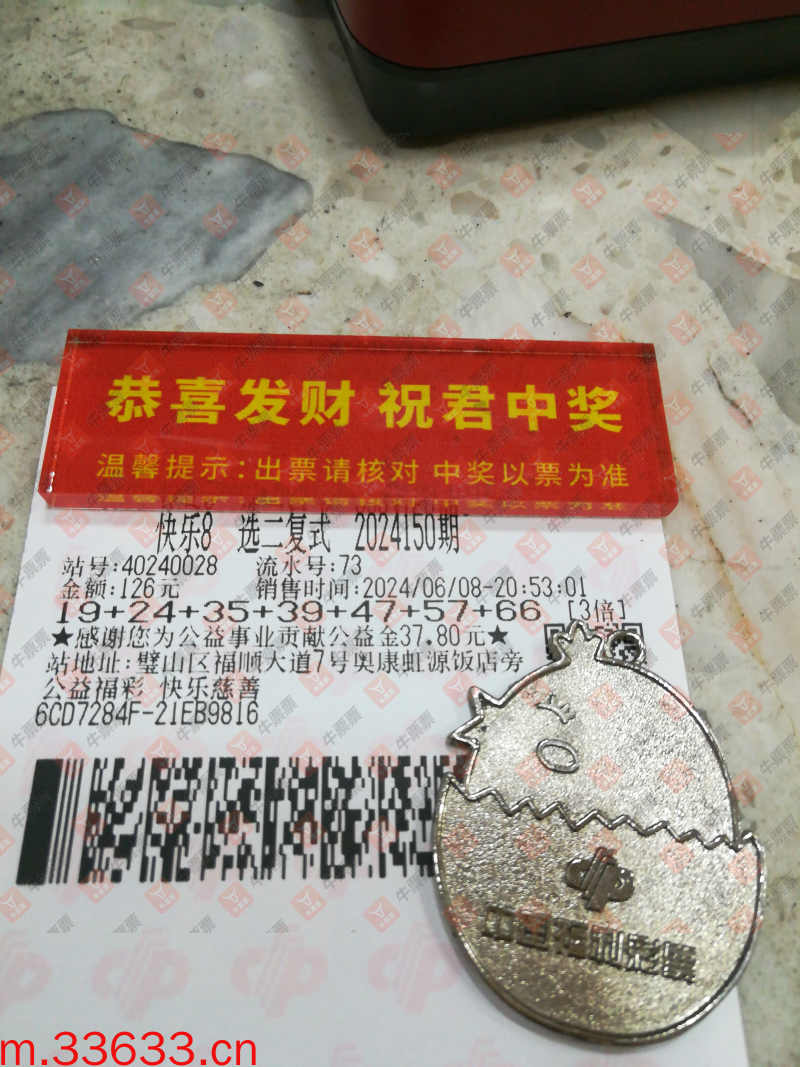 恭喜发财 祝君中奖
温馨提示:出票请核对 中奖以票为准
快乐8 选二复式 2024150期
站号:40240028 流水号:73
金额:126元 销售时间:2024/06/08-20:53:01
19+24+35+39+47+57+66 [3倍]
★感谢您为公益事业贡献公益金37.80元★
站地址:璧山区福顺大道7号奥康虹源饭店旁
公益福彩 快乐慈善
6CD7284F-21EB9816
中国福利彩票
牛票票
m.33633.cn